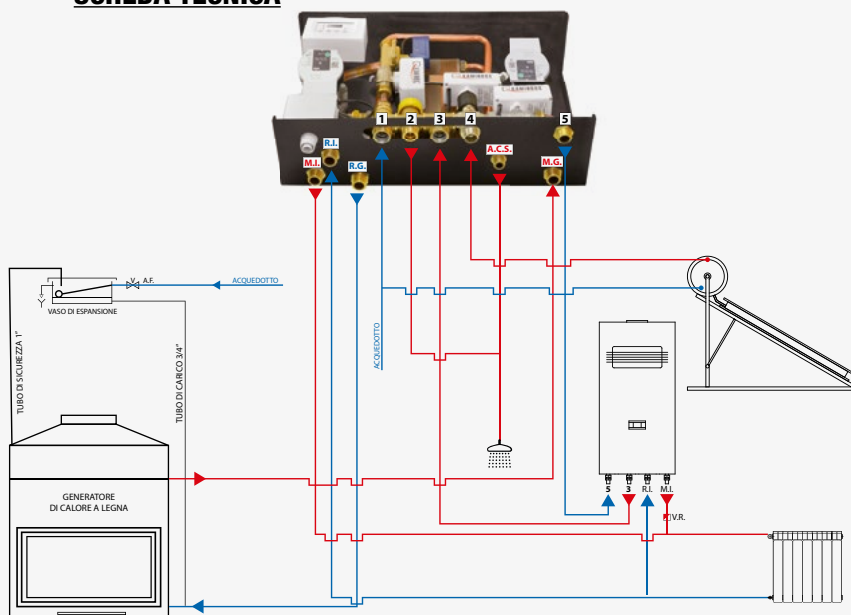 SCHEDA TECNICA
1
2
3
4
5
R.I.
M.I.
R.G.
A.C.S.
M.G.
V.
A.F.
ACQUEDOTTO
VASO DI ESPANSIONE
TUBO DI SICUREZZA 1"
TUBO DI CARICO 3/4"
ACQUEDOTTO
GENERATORE
DI CALORE A LEGNA
5
3
R.I.
M.I.
V.R.